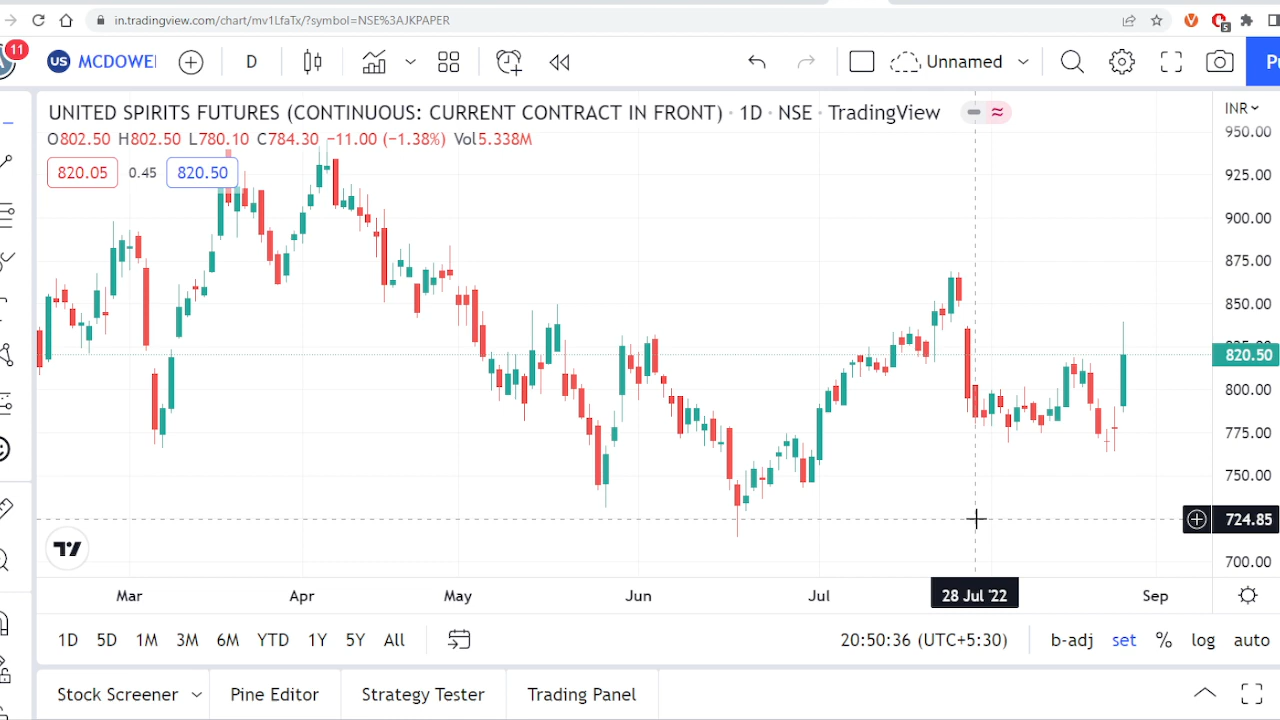 in.tradingview.com/chart/mv1LfaTx/?symbol=NSE%3AJKPAPER
5
11
US MCDOWE D Unnamed
UNITED SPIRITS FUTURES (CONTINUOUS: CURRENT CONTRACT IN FRONT) · 1D · NSE · TradingView
INR
O802.50 H802.50 L780.10 C784.30 −11.00 (−1.38%) Vol5.338M
820.05 0.45 820.50
950.00
925.00
900.00
875.00
850.00
820.50
800.00
775.00
750.00
724.85
700.00
Mar Apr May Jun Jul 28 Jul '22 Sep
1D 5D 1M 3M 6M YTD 1Y 5Y All 20:50:36 (UTC+5:30) b-adj set % log auto
Stock Screener Pine Editor Strategy Tester Trading Panel